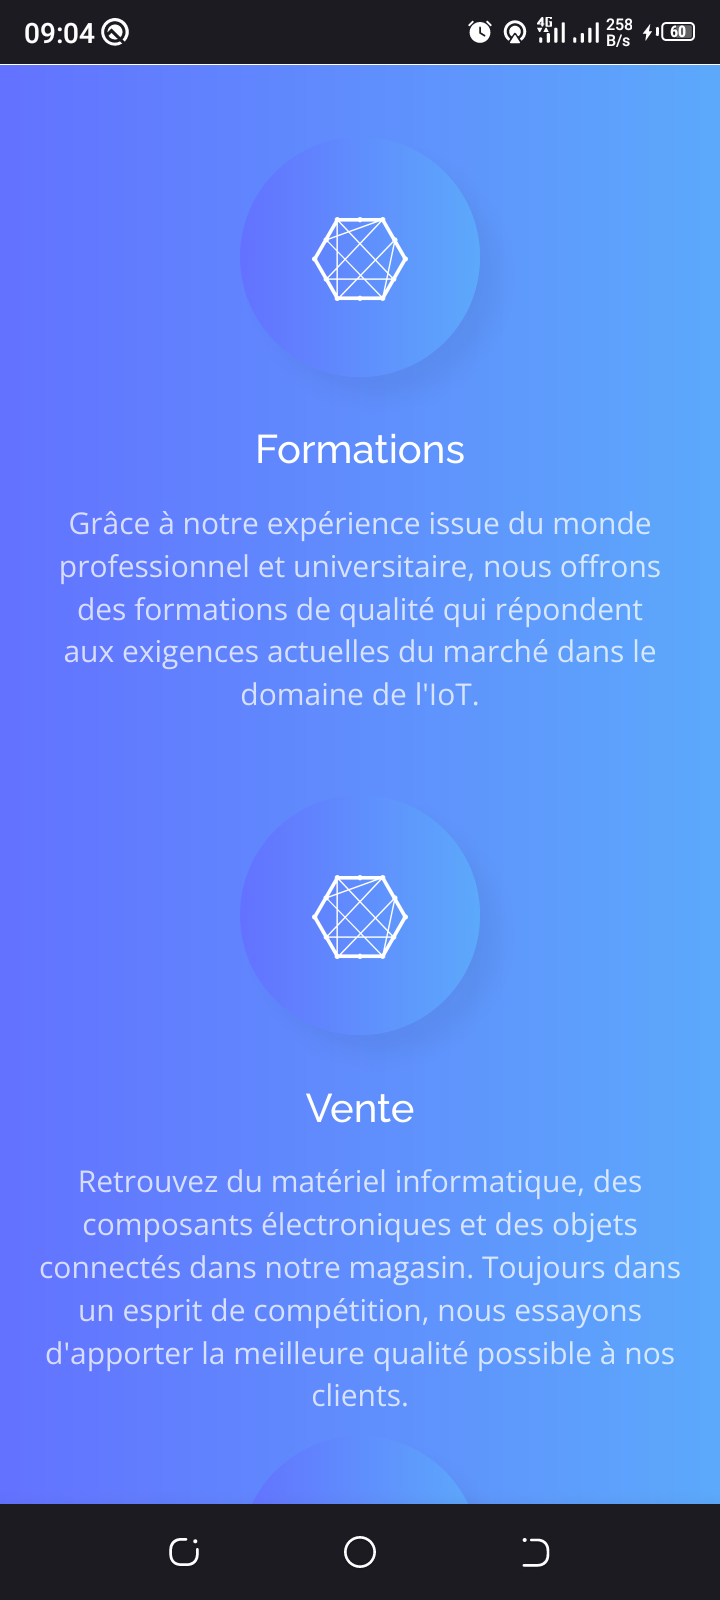 09:04
4G
258
B/s
60
Formations
Grâce à notre expérience issue du monde
professionnel et universitaire, nous offrons
des formations de qualité qui répondent
aux exigences actuelles du marché dans le
domaine de l'IoT.
Vente
Retrouvez du matériel informatique, des
composants électroniques et des objets
connectés dans notre magasin. Toujours dans
un esprit de compétition, nous essayons
d'apporter la meilleure qualité possible à nos
clients.